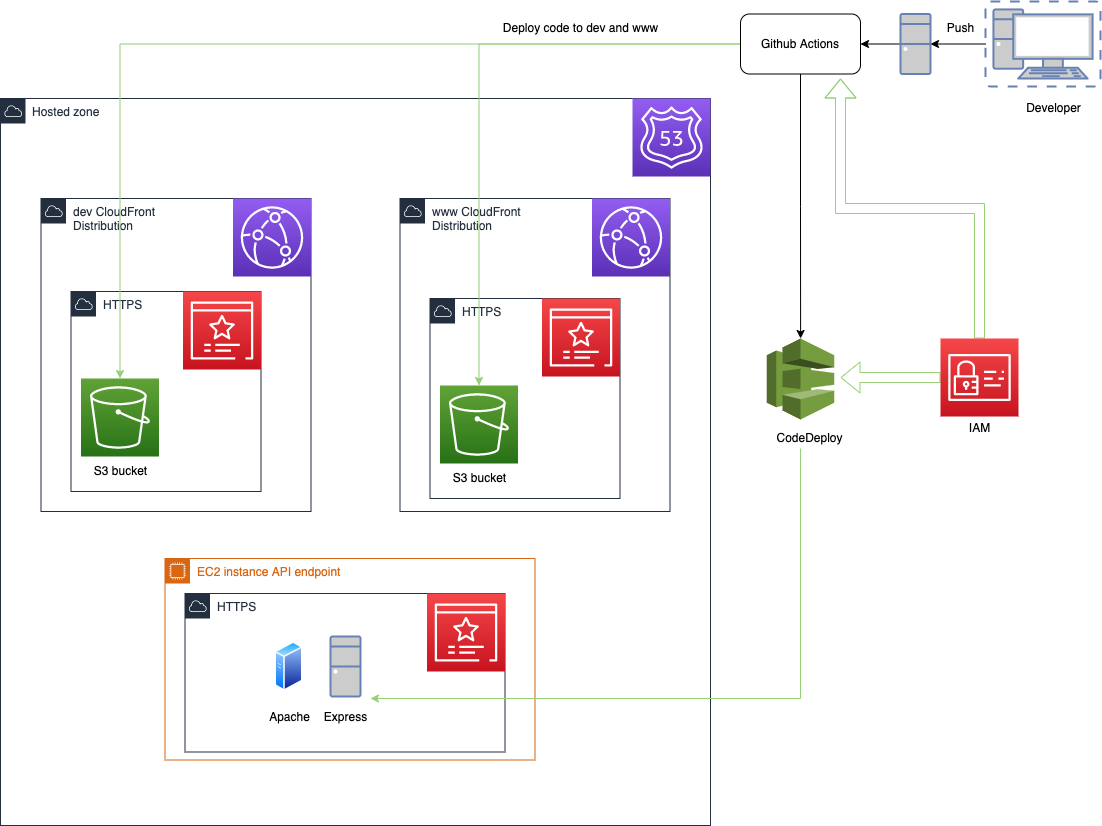 Deploy code to dev and www
Github Actions
Push
Developer
Hosted zone
53
dev CloudFront
Distribution
www CloudFront
Distribution
HTTPS
HTTPS
S3 bucket
S3 bucket
CodeDeploy
IAM
EC2 instance API endpoint
HTTPS
Apache
Express